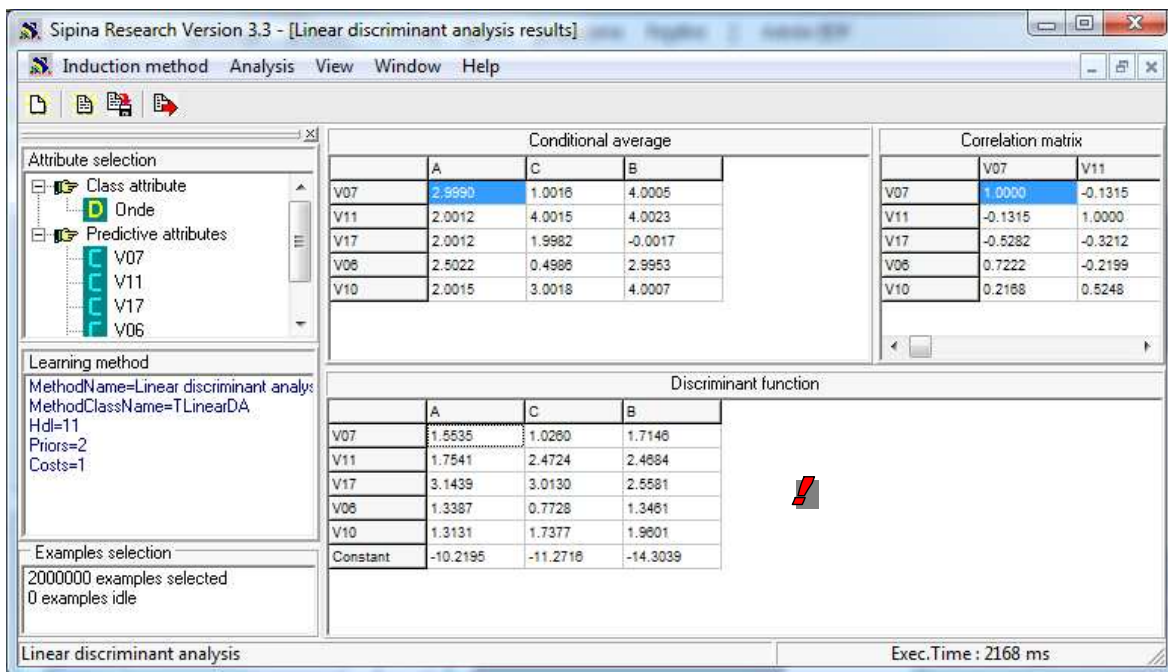 Sipina Research Version 3.3 - [Linear discriminant analysis results]
Induction method Analysis View Window Help
Attribute selection
Class attribute
D Onde
Predictive attributes
C V07
C V11
C V17
C V06
Learning method
MethodName=Linear discriminant analys
MethodClassName=TLinearDA
Hdl=11
Priors=2
Costs=1
Examples selection
2000000 examples selected
0 examples idle
Conditional average
A C B
V07 2.9990 1.0016 4.0005
V11 2.0012 4.0015 4.0023
V17 2.0012 1.9982 -0.0017
V06 2.5022 0.4986 2.9953
V10 2.0015 3.0018 4.0007
Correlation matrix
V07 V11
V07 1.0000 -0.1315
V11 -0.1315 1.0000
V17 -0.5282 -0.3212
V06 0.7222 -0.2199
V10 0.2168 0.5248
Discriminant function
A C B
V07 1.5535 1.0260 1.7146
V11 1.7541 2.4724 2.4684
V17 3.1439 3.0130 2.5581
V06 1.3387 0.7728 1.3461
V10 1.3131 1.7377 1.9601
Constant -10.2195 -11.2716 -14.3039
!
Linear discriminant analysis
Exec.Time : 2168 ms